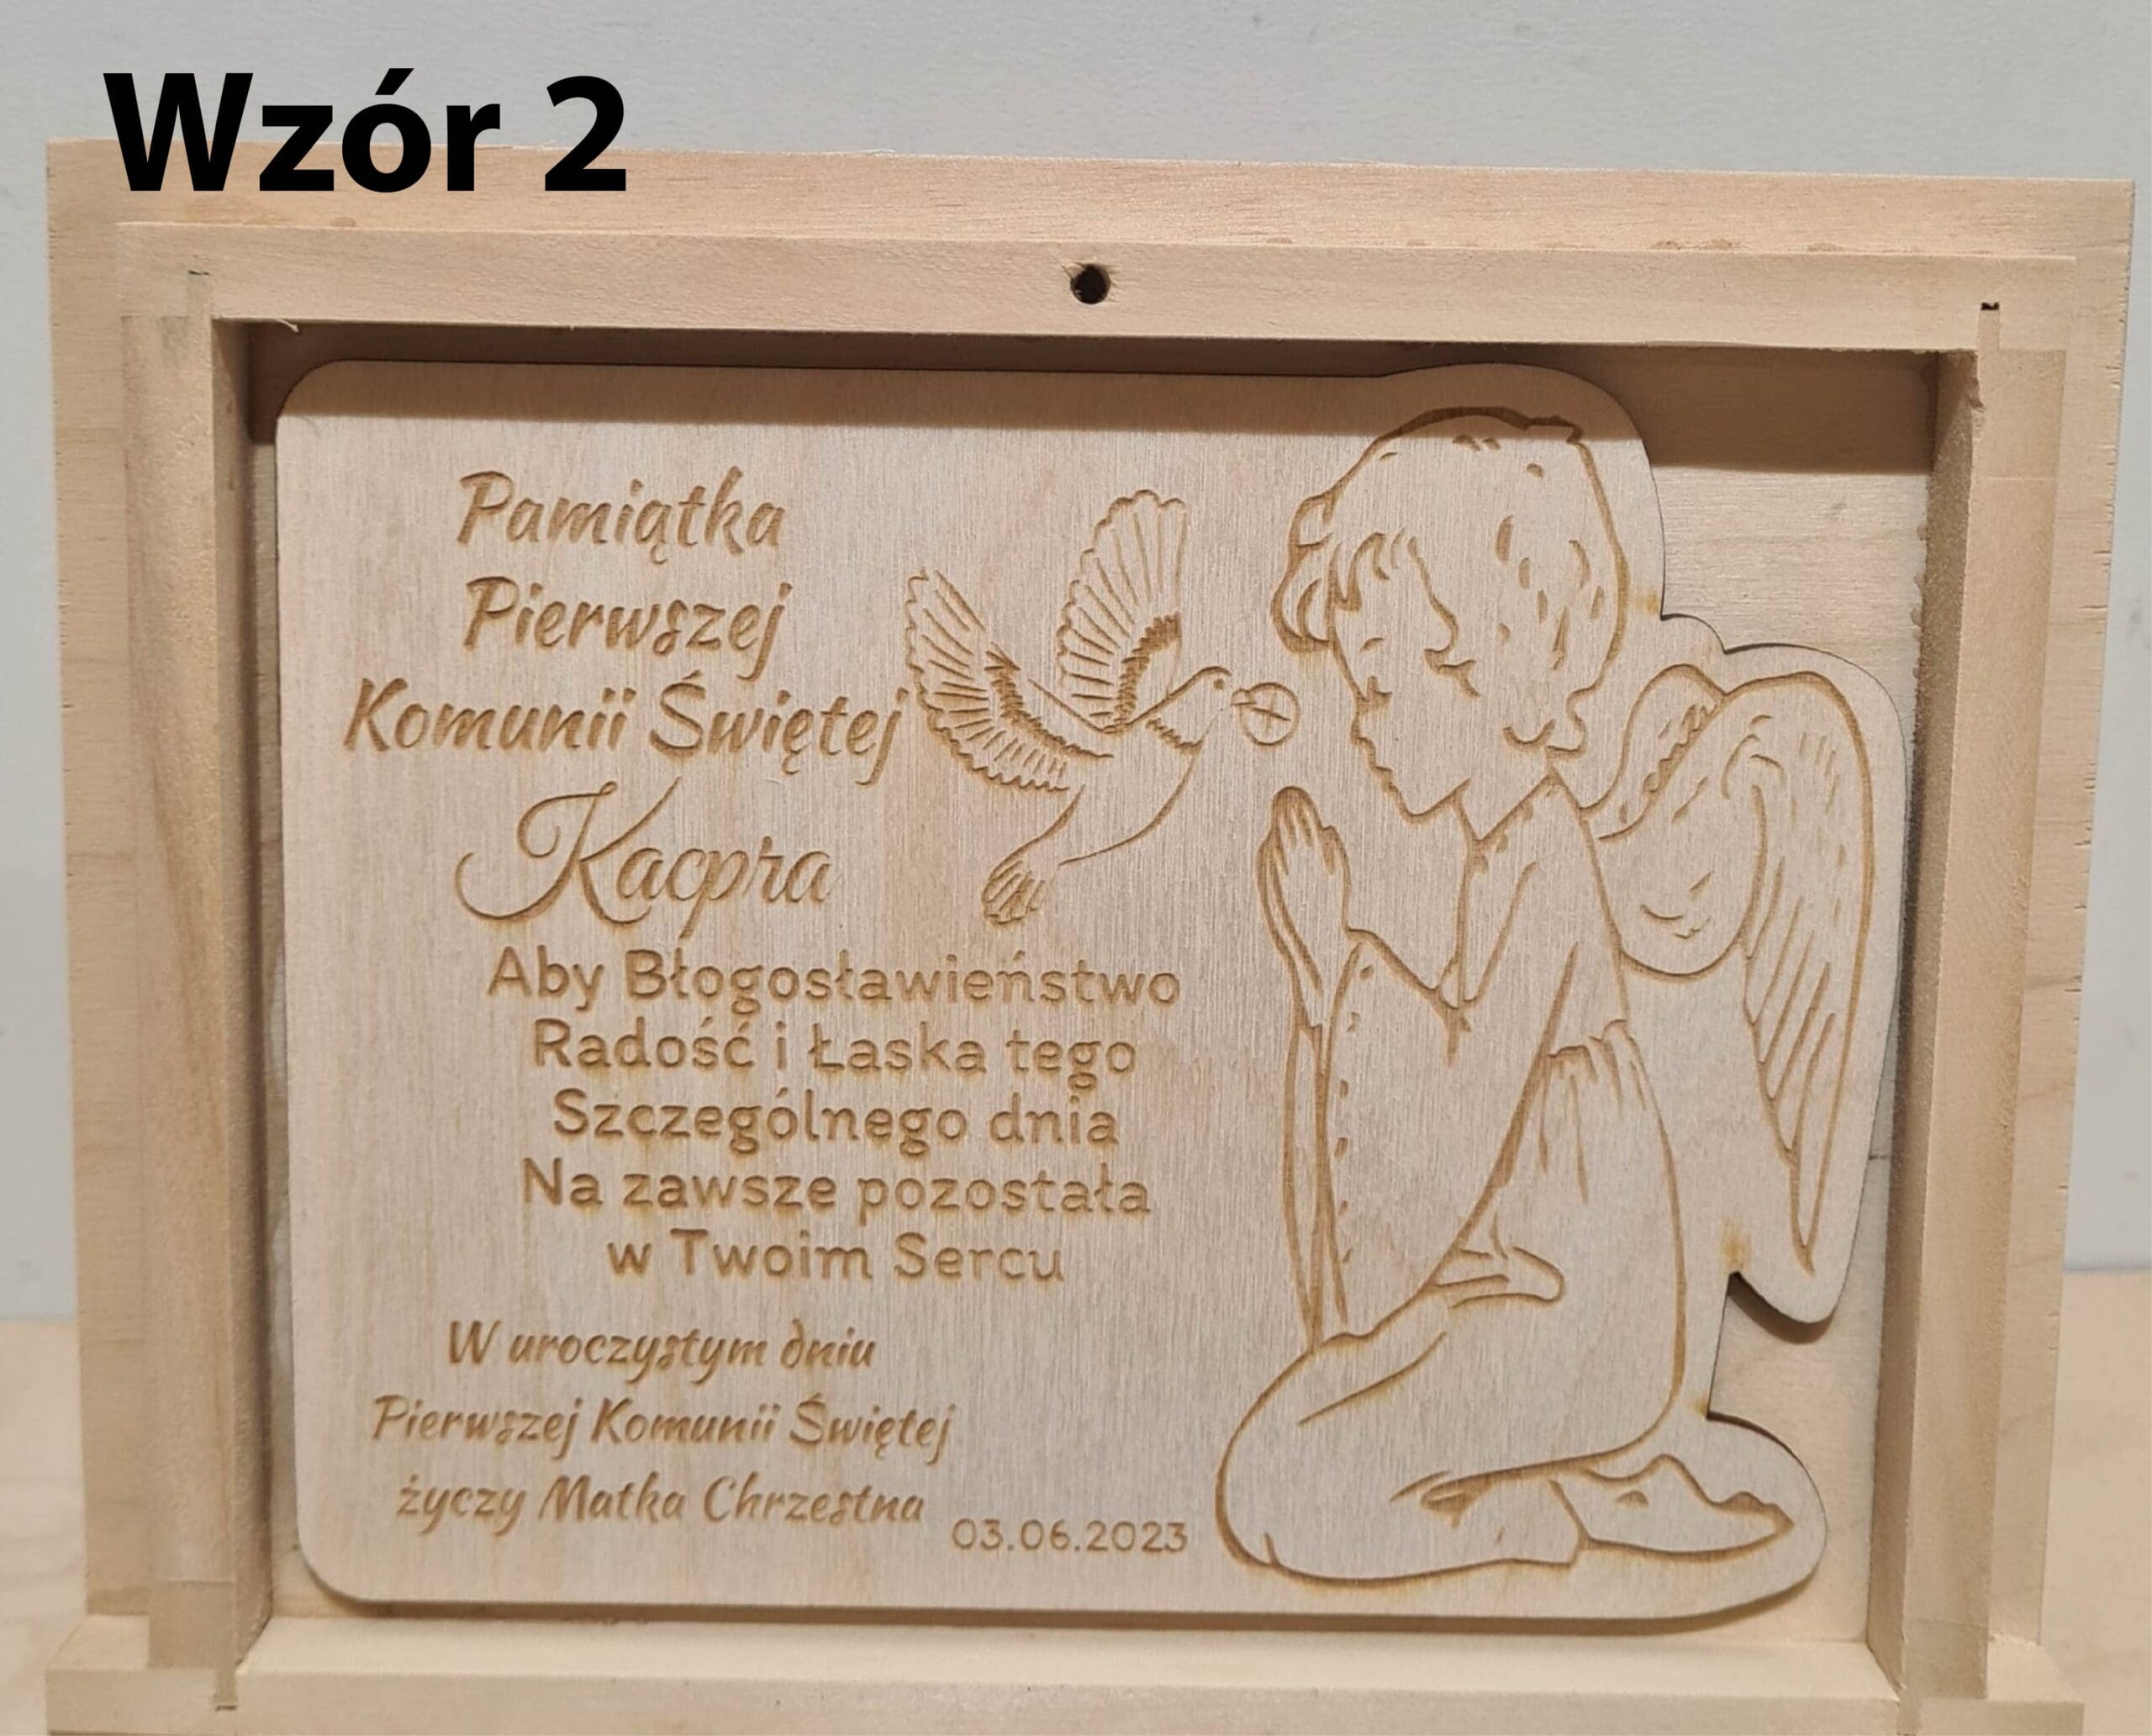 Wzór 2
Pamiątka
Pierwszej
Komunii Świętej
Kacpra
Aby Błogosławieństwo
Radość i Łaska tego
Szczególnego dnia
Na zawsze pozostała
w Twoim Sercu
W uroczystym dniu
Pierwszej Komunii Świętej
życzy Matka Chrzestna
03.06.2023